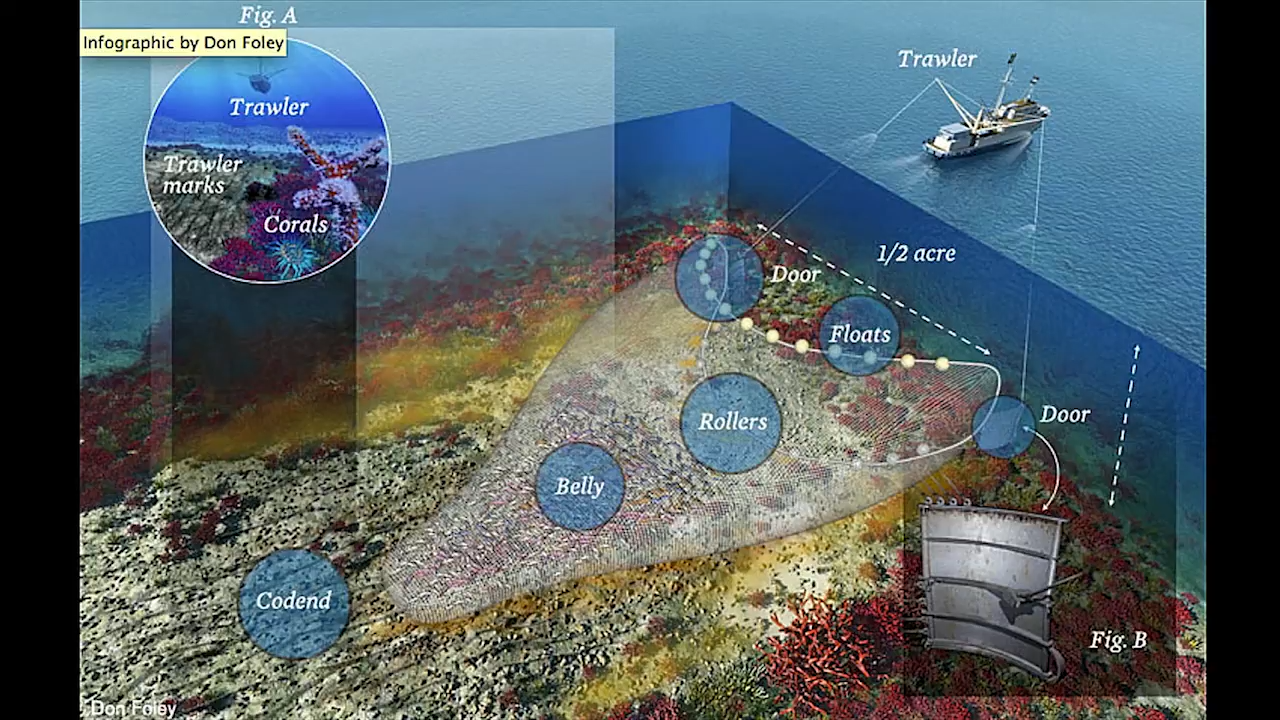 Fig. A
Infographic by Don Foley
Trawler
Trawler
Trawler
marks
Corals
1/2 acre
Door
Floats
Rollers
Door
Belly
Codend
Fig. B
Don Foley